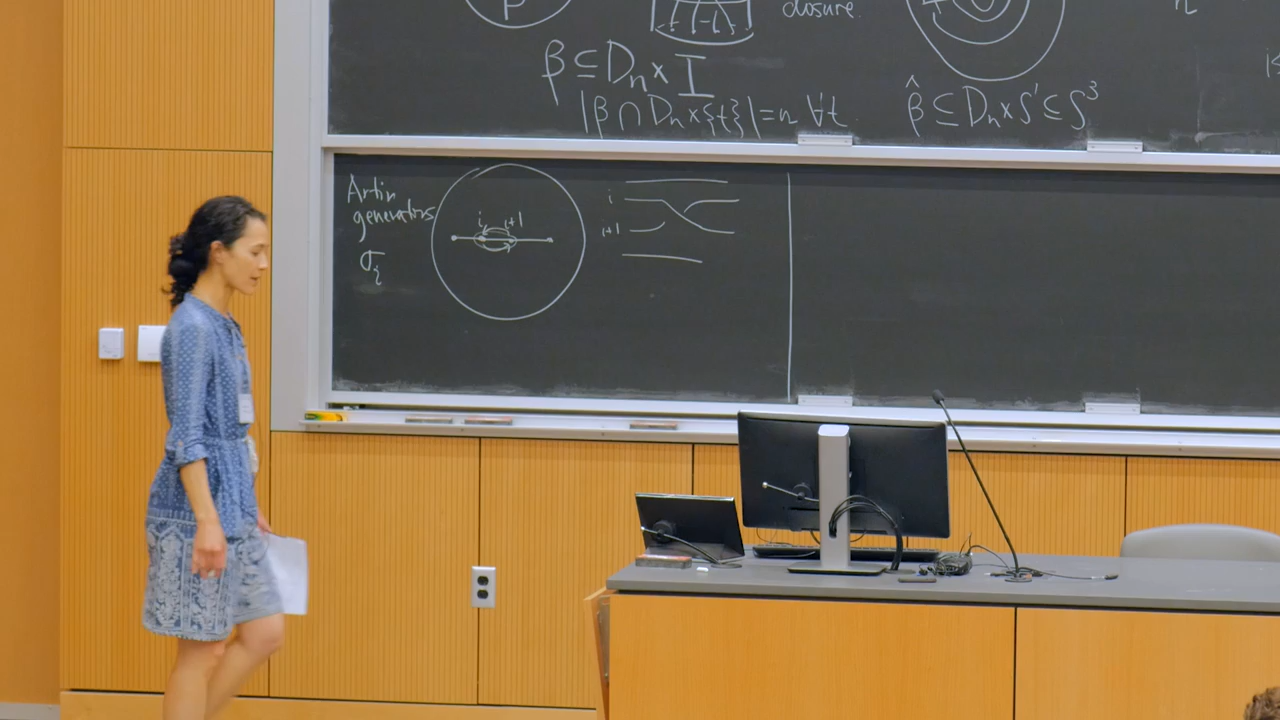 β
closure.
β ⊆ Dₙ × I
|β ∩ Dₙ × {t}| = n ∀t
β̂ ⊆ Dₙ × S¹ ⊆ S³
Artin
generators
σᵢ
i i+1
i
i+1